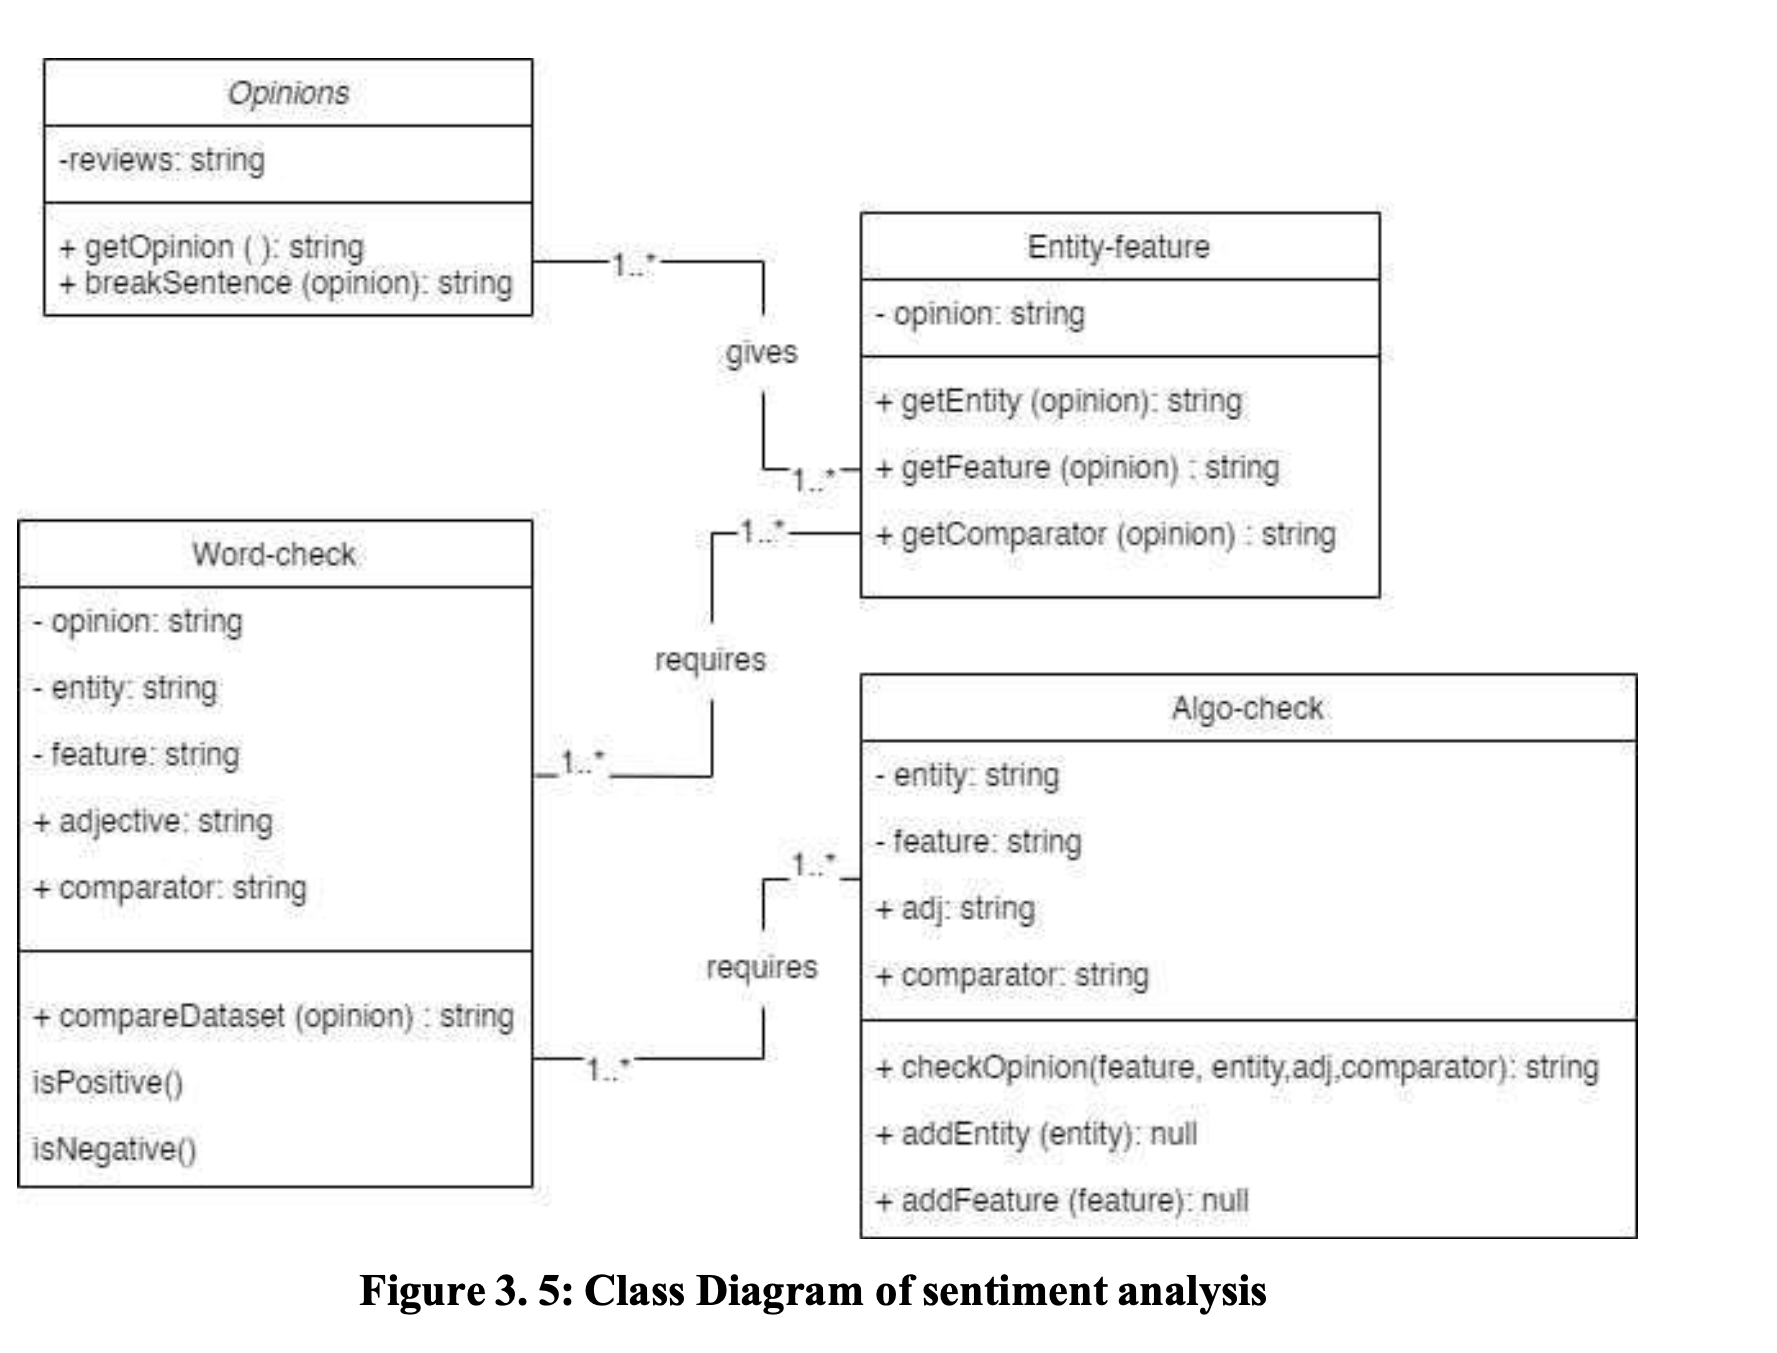 Opinions
-reviews: string
+ getOpinion ( ): string
+ breakSentence (opinion): string
1..*
gives
1..*
Entity-feature
- opinion: string
+ getEntity (opinion): string
+ getFeature (opinion) : string
+ getComparator (opinion) : string
1..*
requires
1..*
Word-check
- opinion: string
- entity: string
- feature: string
+ adjective: string
+ comparator: string
+ compareDataset (opinion) : string
isPositive()
isNegative()
1..*
requires
1..*
Algo-check
- entity: string
- feature: string
+ adj: string
+ comparator: string
+ checkOpinion(feature, entity,adj,comparator): string
+ addEntity (entity): null
+ addFeature (feature): null
Figure 3. 5: Class Diagram of sentiment analysis